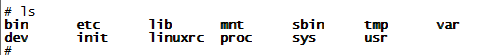 # ls
bin etc lib mnt sbin tmp var
dev init linuxrc proc sys usr
#